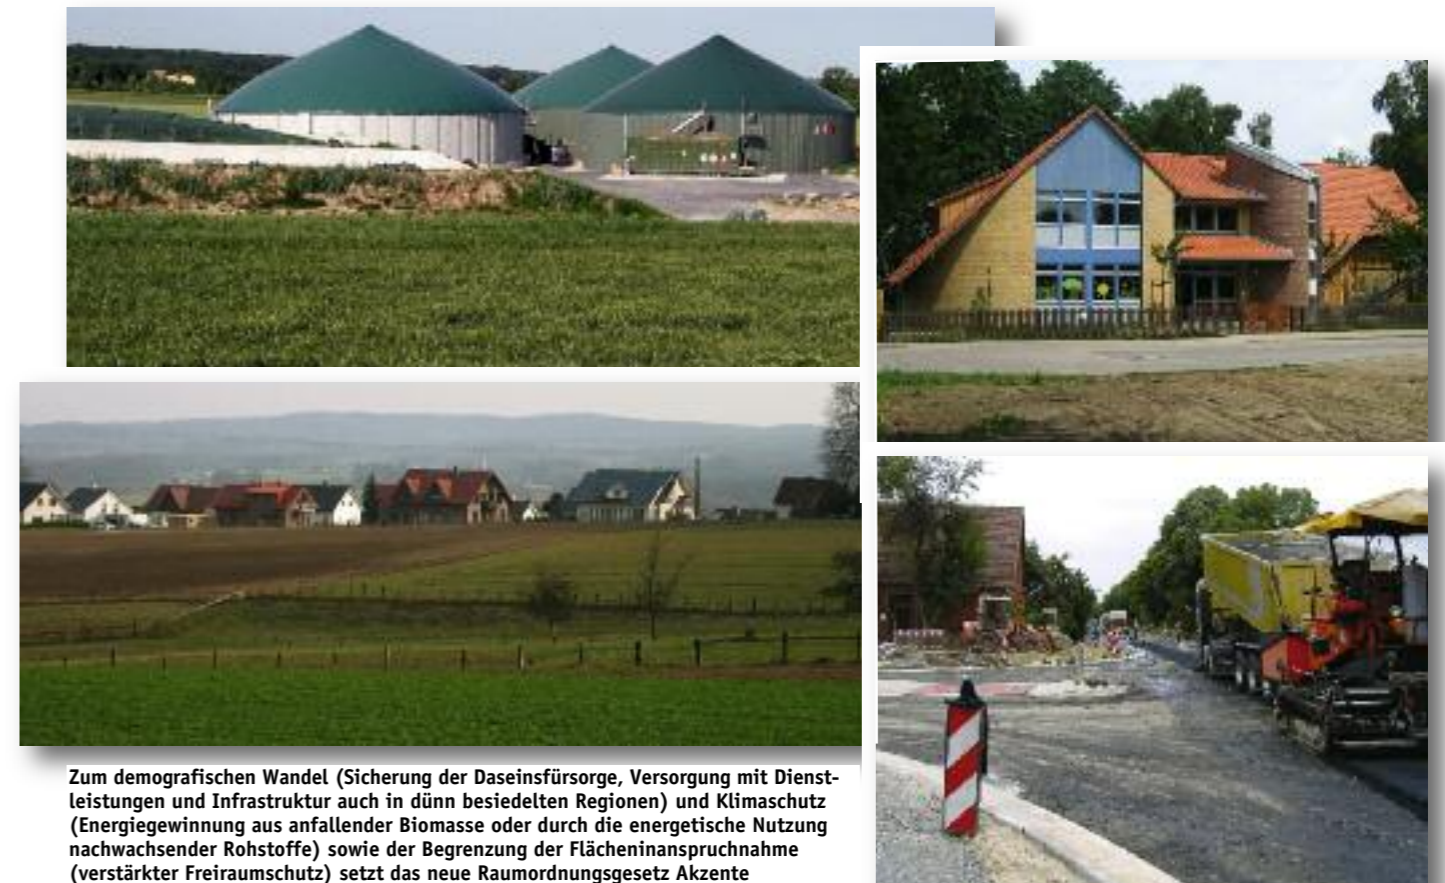 Zum demografischen Wandel (Sicherung der Daseinsfürsorge, Versorgung mit Dienst-
leistungen und Infrastruktur auch in dünn besiedelten Regionen) und Klimaschutz
(Energiegewinnung aus anfallender Biomasse oder durch die energetische Nutzung
nachwachsender Rohstoffe) sowie der Begrenzung der Flächeninanspruchnahme
(verstärkter Freiraumschutz) setzt das neue Raumordnungsgesetz Akzente